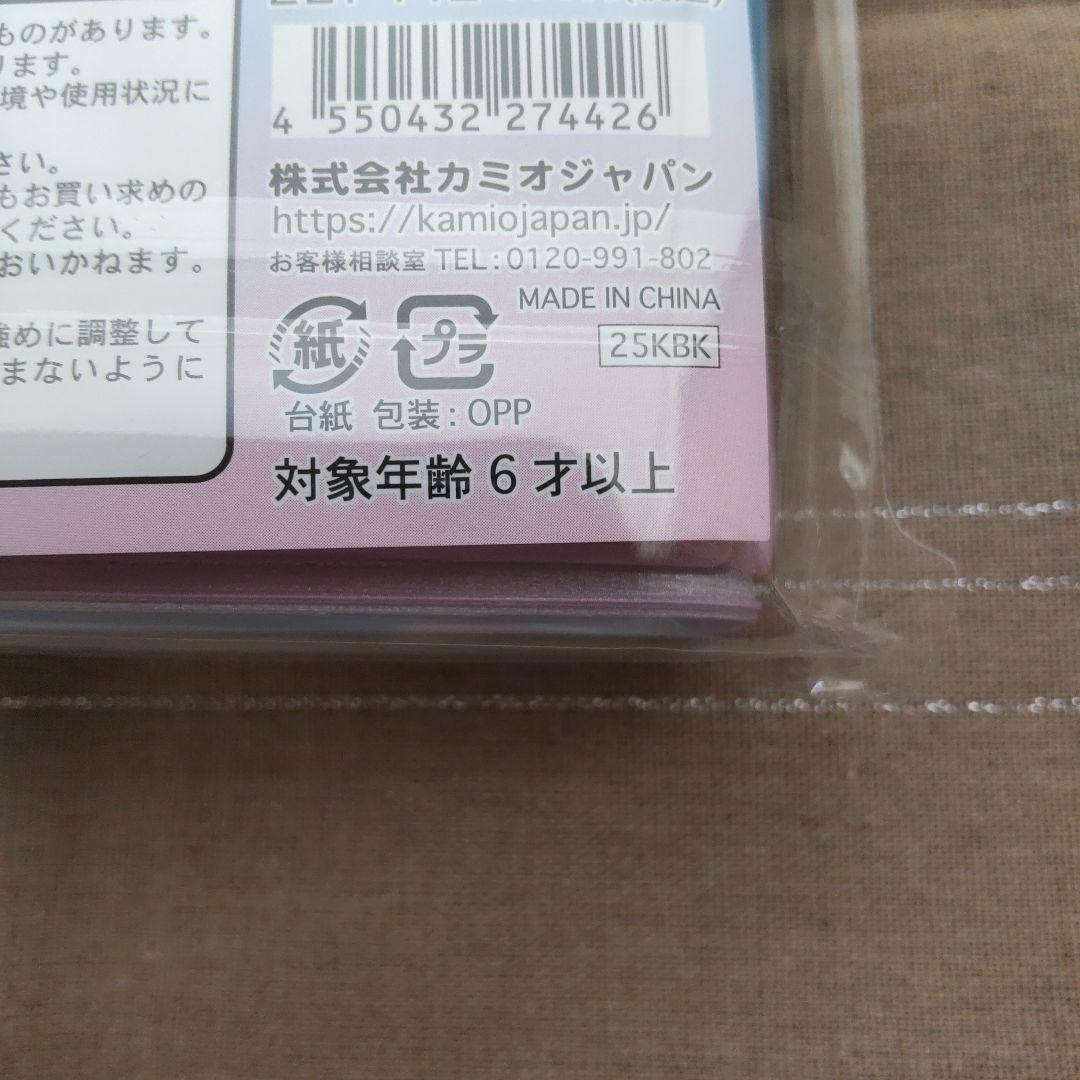 ものがあります。
ります。
境や使用状況に
さい。
もお買い求めの
ください。
おいかねます。
強めに調整して
まないように
4 550432 274426
株式会社カミオジャパン
https://kamiojapan.jp/
お客様相談室 TEL:0120-991-802
MADE IN CHINA
紙 プラ
25KBK
台紙 包装:OPP
対象年齢6才以上